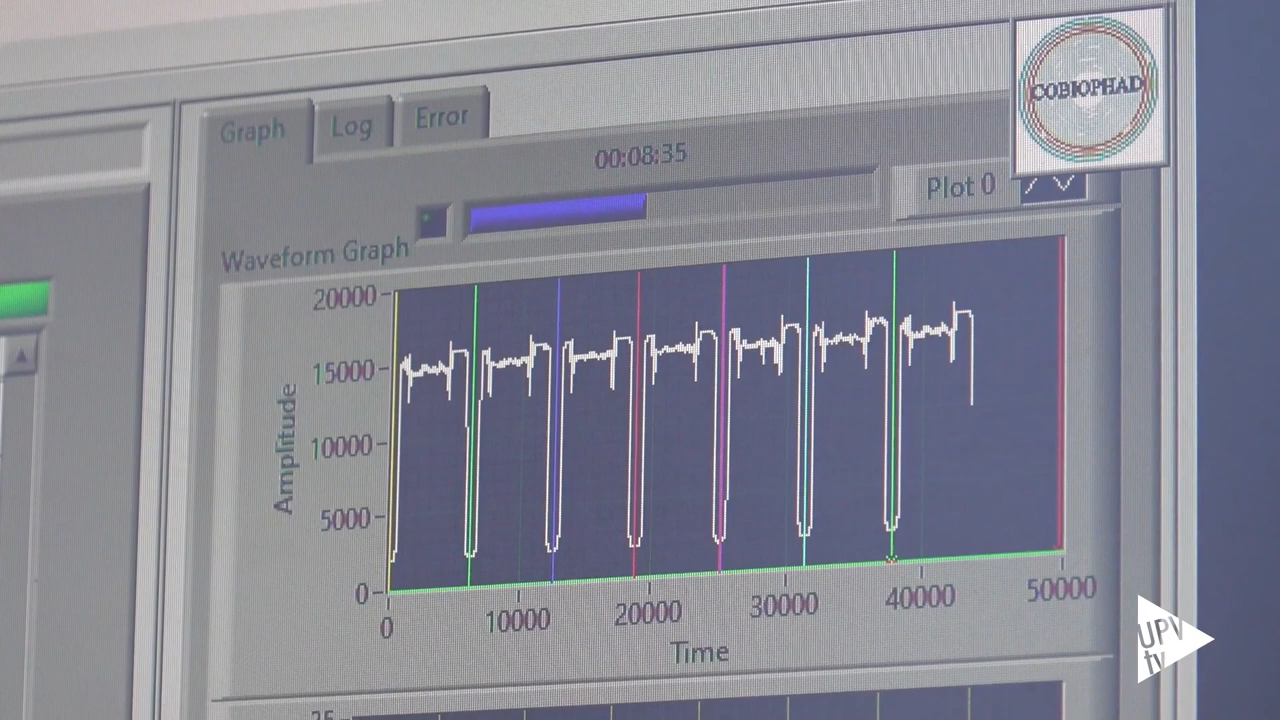 COBIOPHAD
Graph
Log
Error
00:08:35
Plot 0
Waveform Graph
20000
15000
10000
5000
0
Amplitude
0
10000
20000
30000
40000
50000
Time
UPV
tv